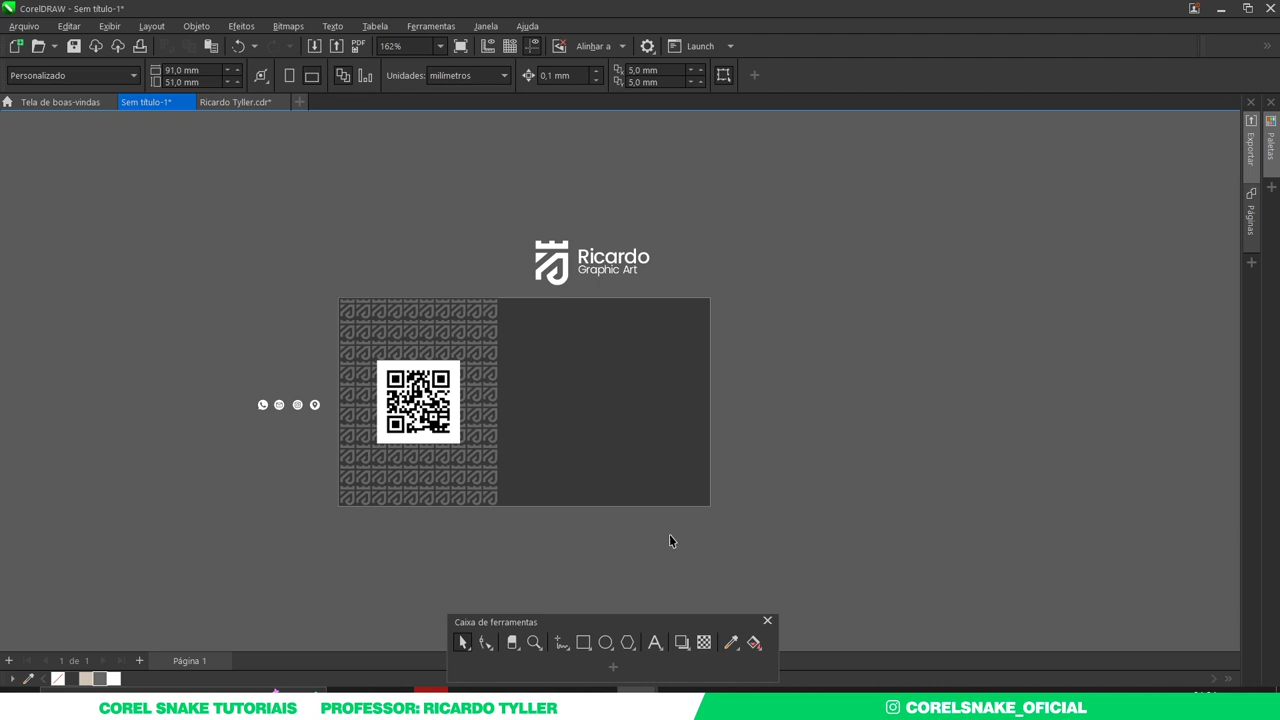 CorelDRAW - Sem título-1*
Arquivo Editar Exibir Layout Objeto Efeitos Bitmaps Texto Tabela Ferramentas Janela Ajuda
PDF 162% Alinhar a Launch
Personalizado 91,0 mm 51,0 mm Unidades: milímetros 0,1 mm 5,0 mm 5,0 mm
Tela de boas-vindas Sem título-1* Ricardo Tyller.cdr*
Exportar
Paletas
Páginas
Ricardo
Graphic Art
Caixa de ferramentas
1 de 1 Página 1
COREL SNAKE TUTORIAIS PROFESSOR: RICARDO TYLLER CORELSNAKE_OFICIAL